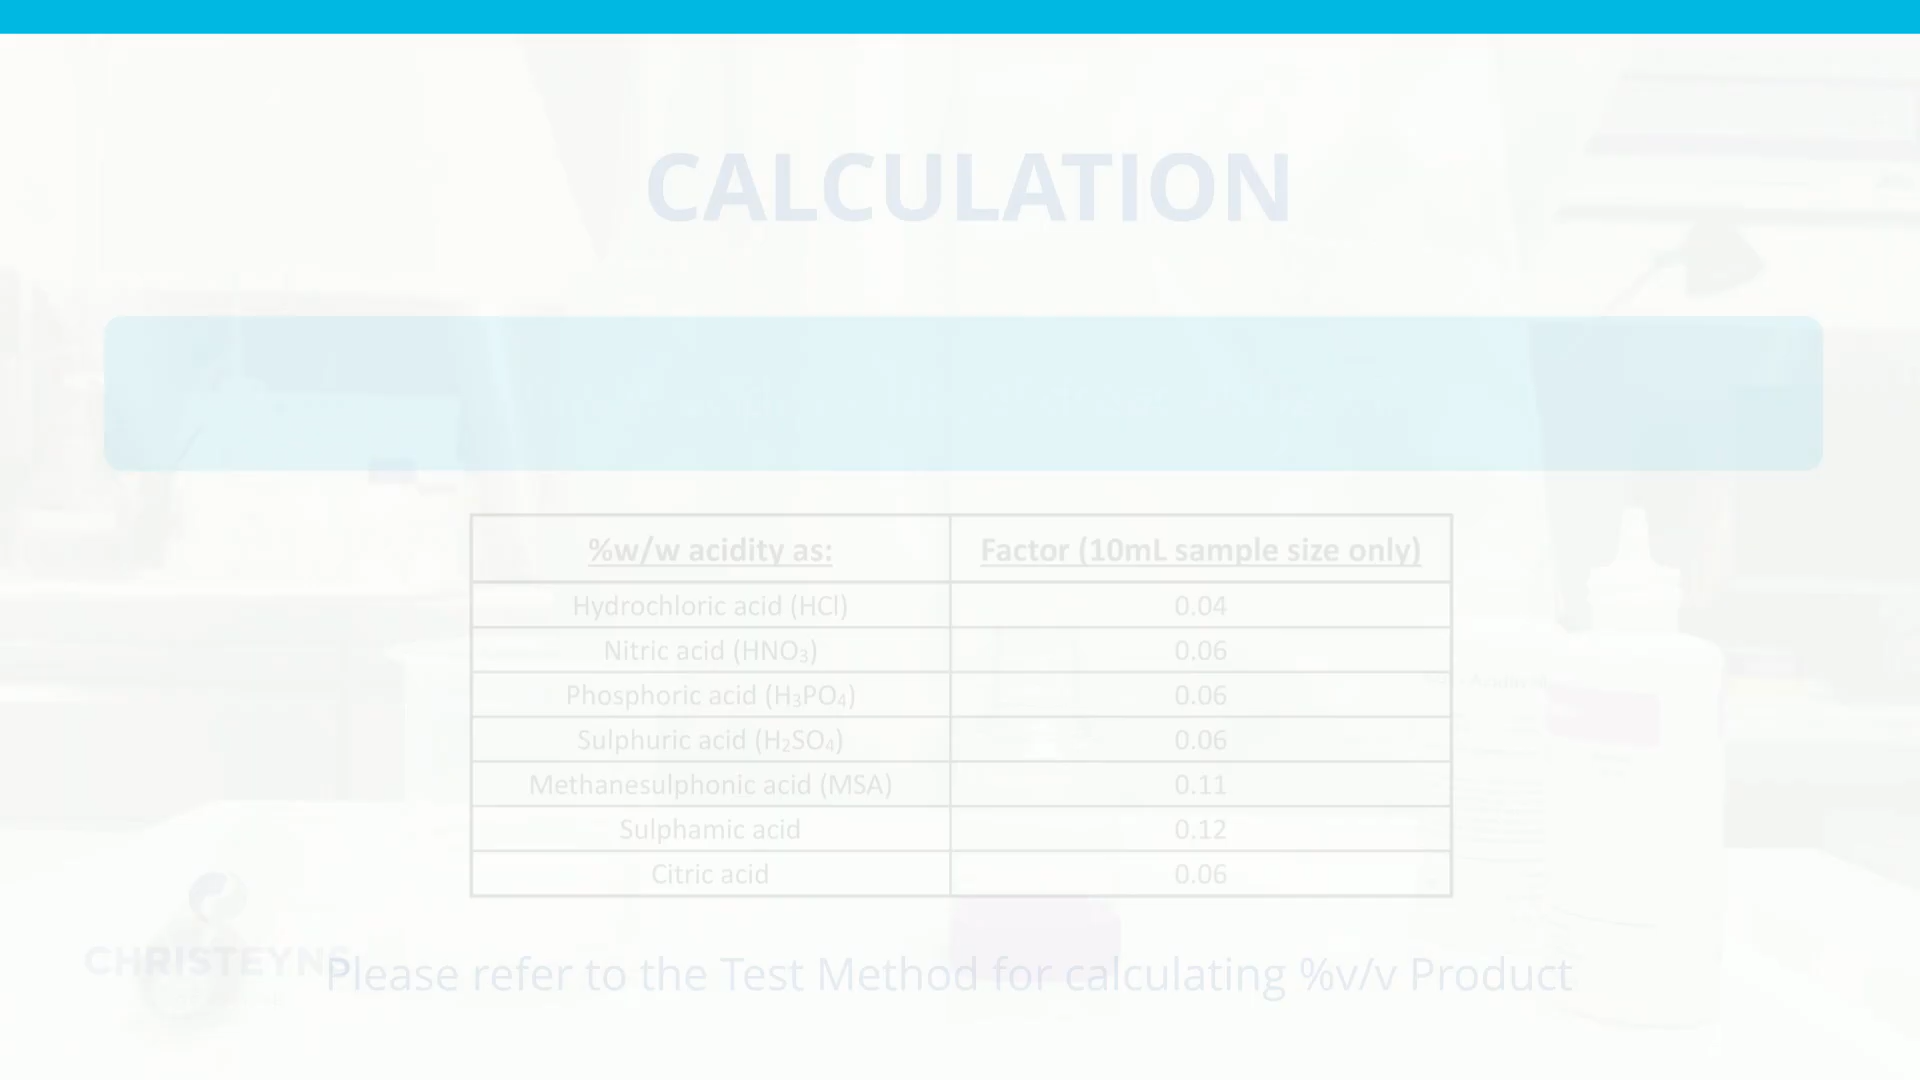 CALCULATION
%w/w acidity as: Factor (10mL sample size only)
Hydrochloric acid (HCl) 0.04
Nitric acid (HNO₃) 0.06
Phosphoric acid (H₃PO₄) 0.06
Sulphuric acid (H₂SO₄) 0.06
Methanesulphonic acid (MSA) 0.11
Sulphamic acid 0.12
Citric acid 0.06
CHRISTEYNS
Please refer to the Test Method for calculating %v/v Product